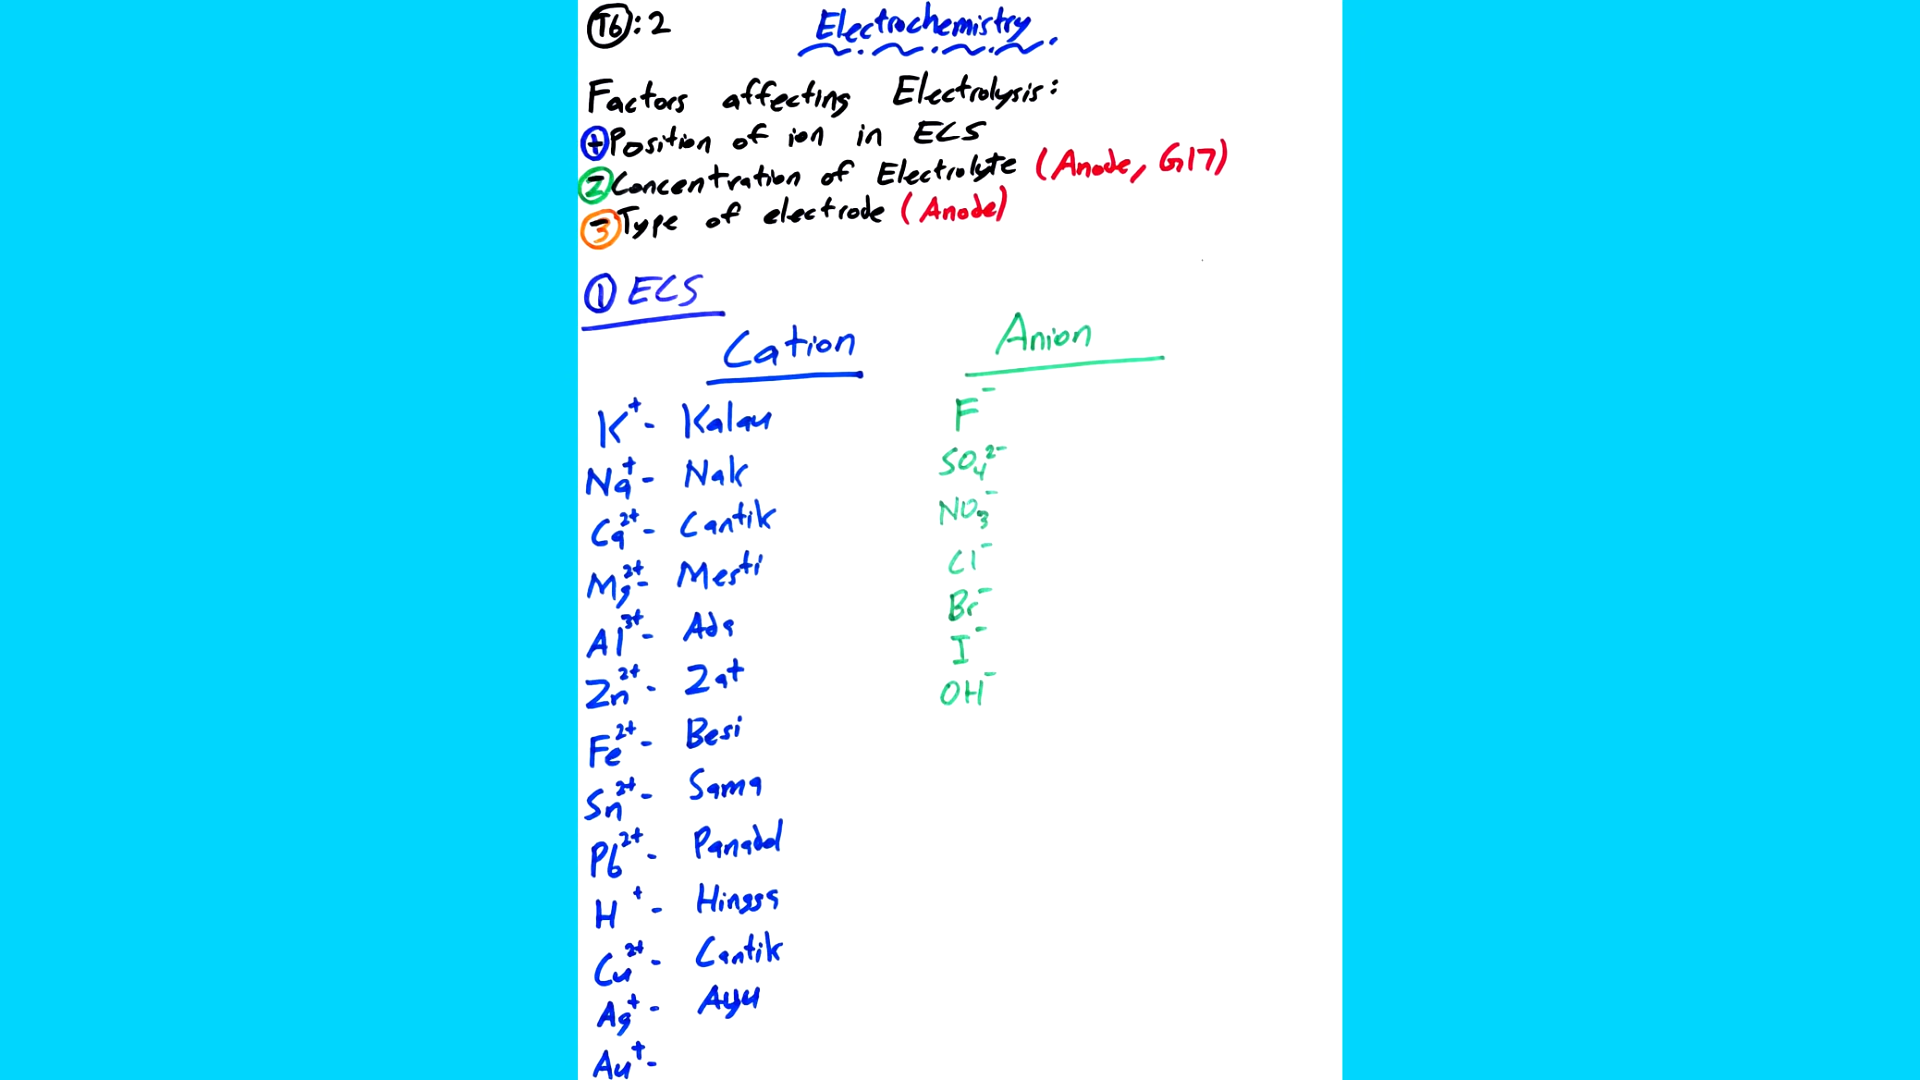 T6:2
Electrochemistry
Factors affecting Electrolysis:
1 Position of ion in ECS
2 Concentration of Electrolyte (Anode, G17)
3 Type of electrode (Anode)
① ECS
Cation
K⁺ - Kalau
Na⁺ - Nak
Ca²⁺ - Cantik
Mg²⁺ - Mesti
Al³⁺ - Ada
Zn²⁺ - Zat
Fe²⁺ - Besi
Sn²⁺ - Sama
Pb²⁺ - Panadol
H⁺ - Hingga
Cu²⁺ - Cantik
Ag⁺ - Ayu
Au⁺ -
Anion
F⁻
SO₄²⁻
NO₃⁻
Cl⁻
Br⁻
I⁻
OH⁻